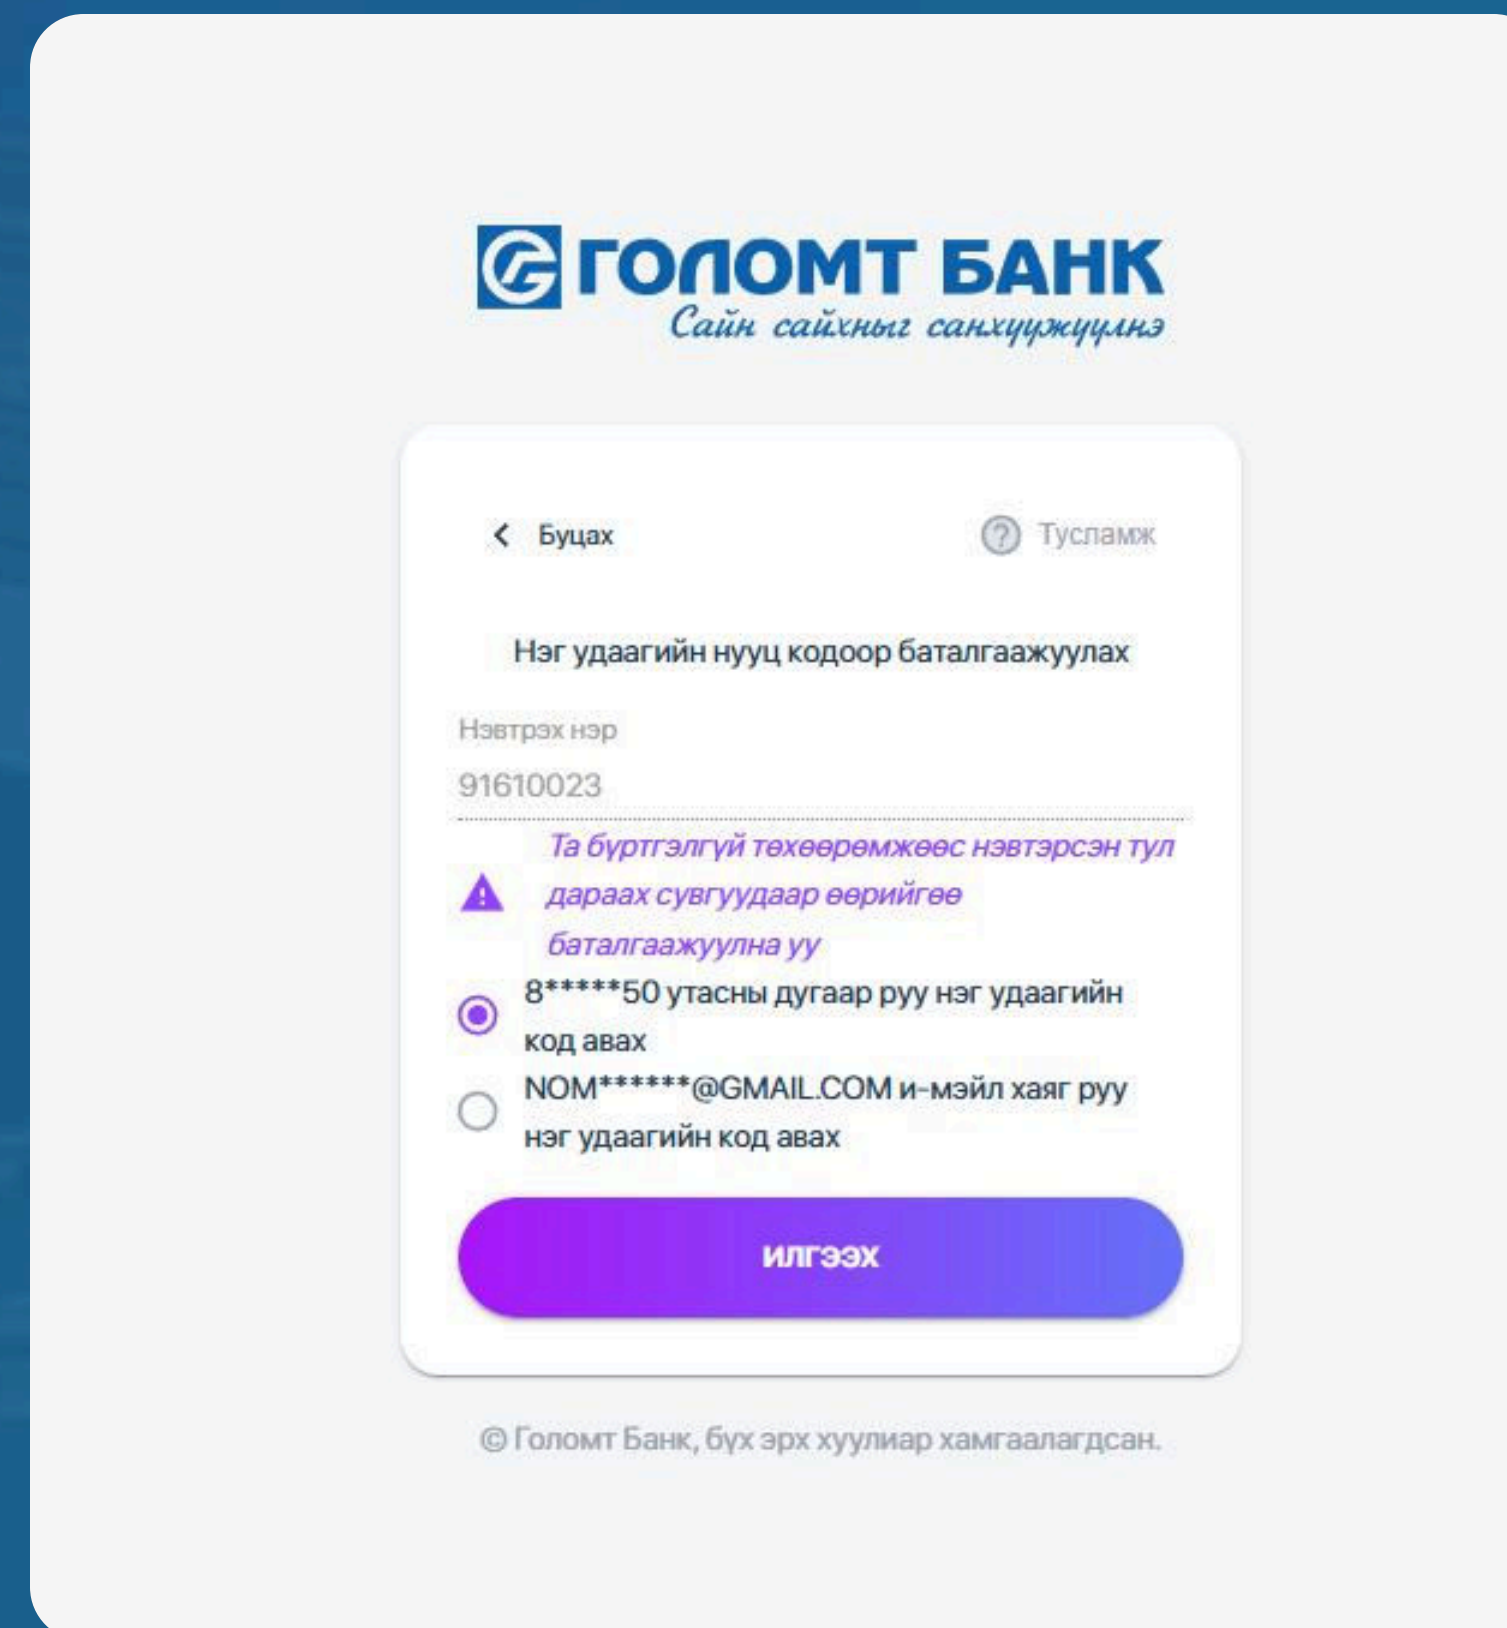 ГОЛОМТ БАНК
Сайн сайхныг санхүүжүүлнэ
Буцах
? Тусламж
Нэг удаагийн нууц кодоор баталгаажуулах
Нэвтрэх нэр
91610023
Та бүртгэлгүй төхөөрөмжөөс нэвтэрсэн тул
дараах сувгуудаар өөрийгөө
баталгаажуулна уу
8*****50 утасны дугаар руу нэг удаагийн
код авах
NOM******@GMAIL.COM и-мэйл хаяг руу
нэг удаагийн код авах
ИЛГЭЭХ
© Голомт Банк, бүх эрх хуулиар хамгаалагдсан.